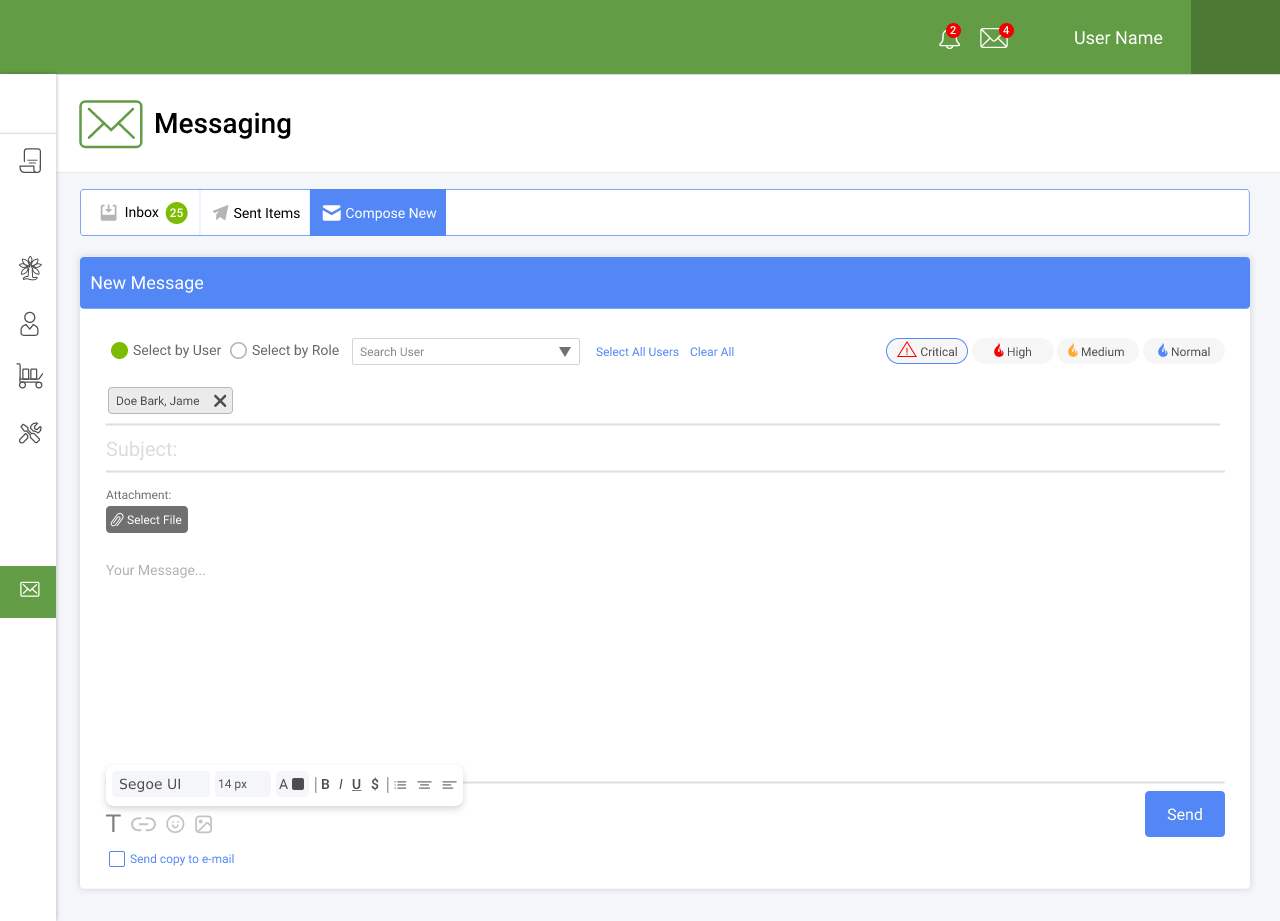 2
4
User Name
Messaging
Inbox 25 Sent Items Compose New
New Message
Select by User Select by Role Search User Select All Users Clear All Critical High Medium Normal
Doe Bark, Jame
Subject:
Attachment:
Select File
Your Message...
Segoe UI 14 px A B I U $
T
Send
Send copy to e-mail